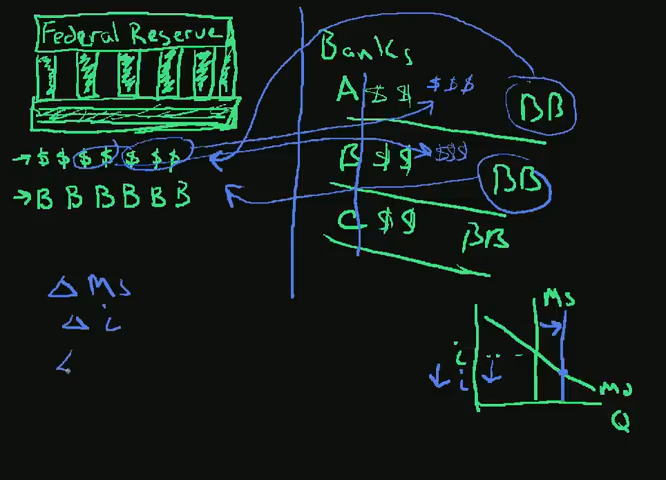 Federal Reserve
Banks
A $$ $$$
BB
→ $ $ $ $ $ $ $
B $$ $$$
BB
→ B B B B B B
C $$
BB
Δ Ms
Δ i
Ms
i
i
Md
Q